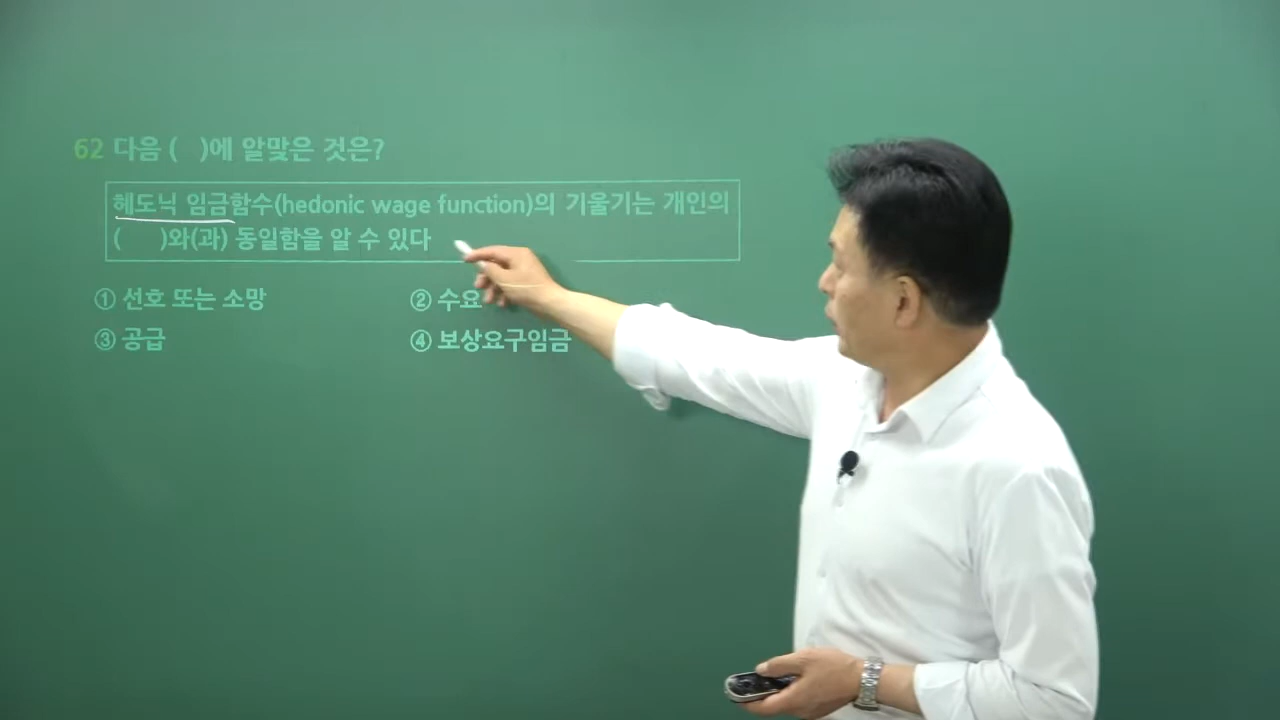 62 다음 (   )에 알맞은 것은?
헤도닉 임금함수(hedonic wage function)의 기울기는 개인의
(   )와(과) 동일함을 알 수 있다
① 선호 또는 소망
② 수요
③ 공급
④ 보상요구임금